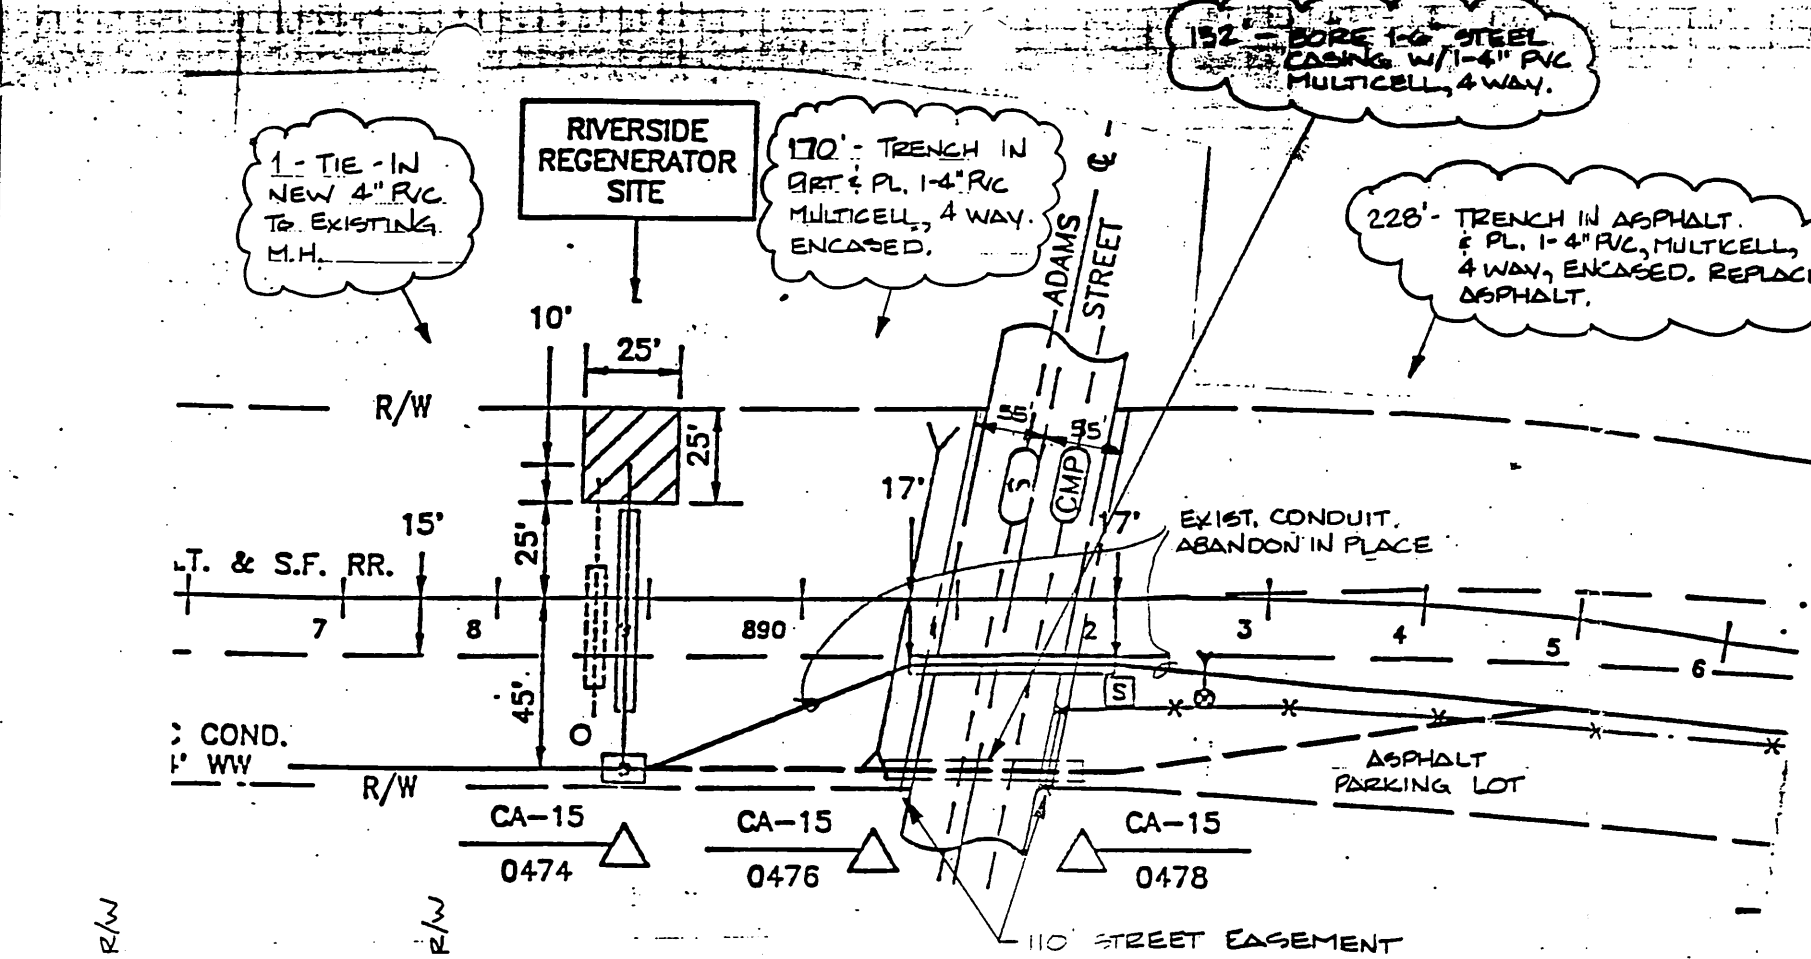 132' - BORE 1-6" STEEL
CASING W/1-4" PVC
MULTICELL, 4 WAY.
1 - TIE - IN
NEW 4" PVC
TO EXISTING
M.H.
RIVERSIDE
REGENERATOR
SITE
170' - TRENCH IN
DIRT & PL. 1-4" PVC
MULTICELL, 4 WAY.
ENCASED.
ADAMS
STREET
228' - TRENCH IN ASPHALT.
& PL. 1-4" PVC, MULTICELL,
4 WAY, ENCASED. REPLAC
ASPHALT.
10'
25'
R/W
25'
55'
55'
S
CMP
17'
17'
EXIST. CONDUIT.
ABANDON IN PLACE
15'
25'
.T. & S.F. RR.
7
8
890
1
2
3
4
5
6
45'
S
COND.
WW
R/W
ASPHALT
PARKING LOT
CA-15
0474
CA-15
0476
CA-15
0478
R/W
R/W
110' STREET EASEMENT